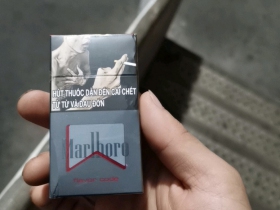 HÚT THUỐC DẪN ĐẾN CÁI CHẾT
TỪ TỪ VÀ ĐAU ĐỚN
Marlboro